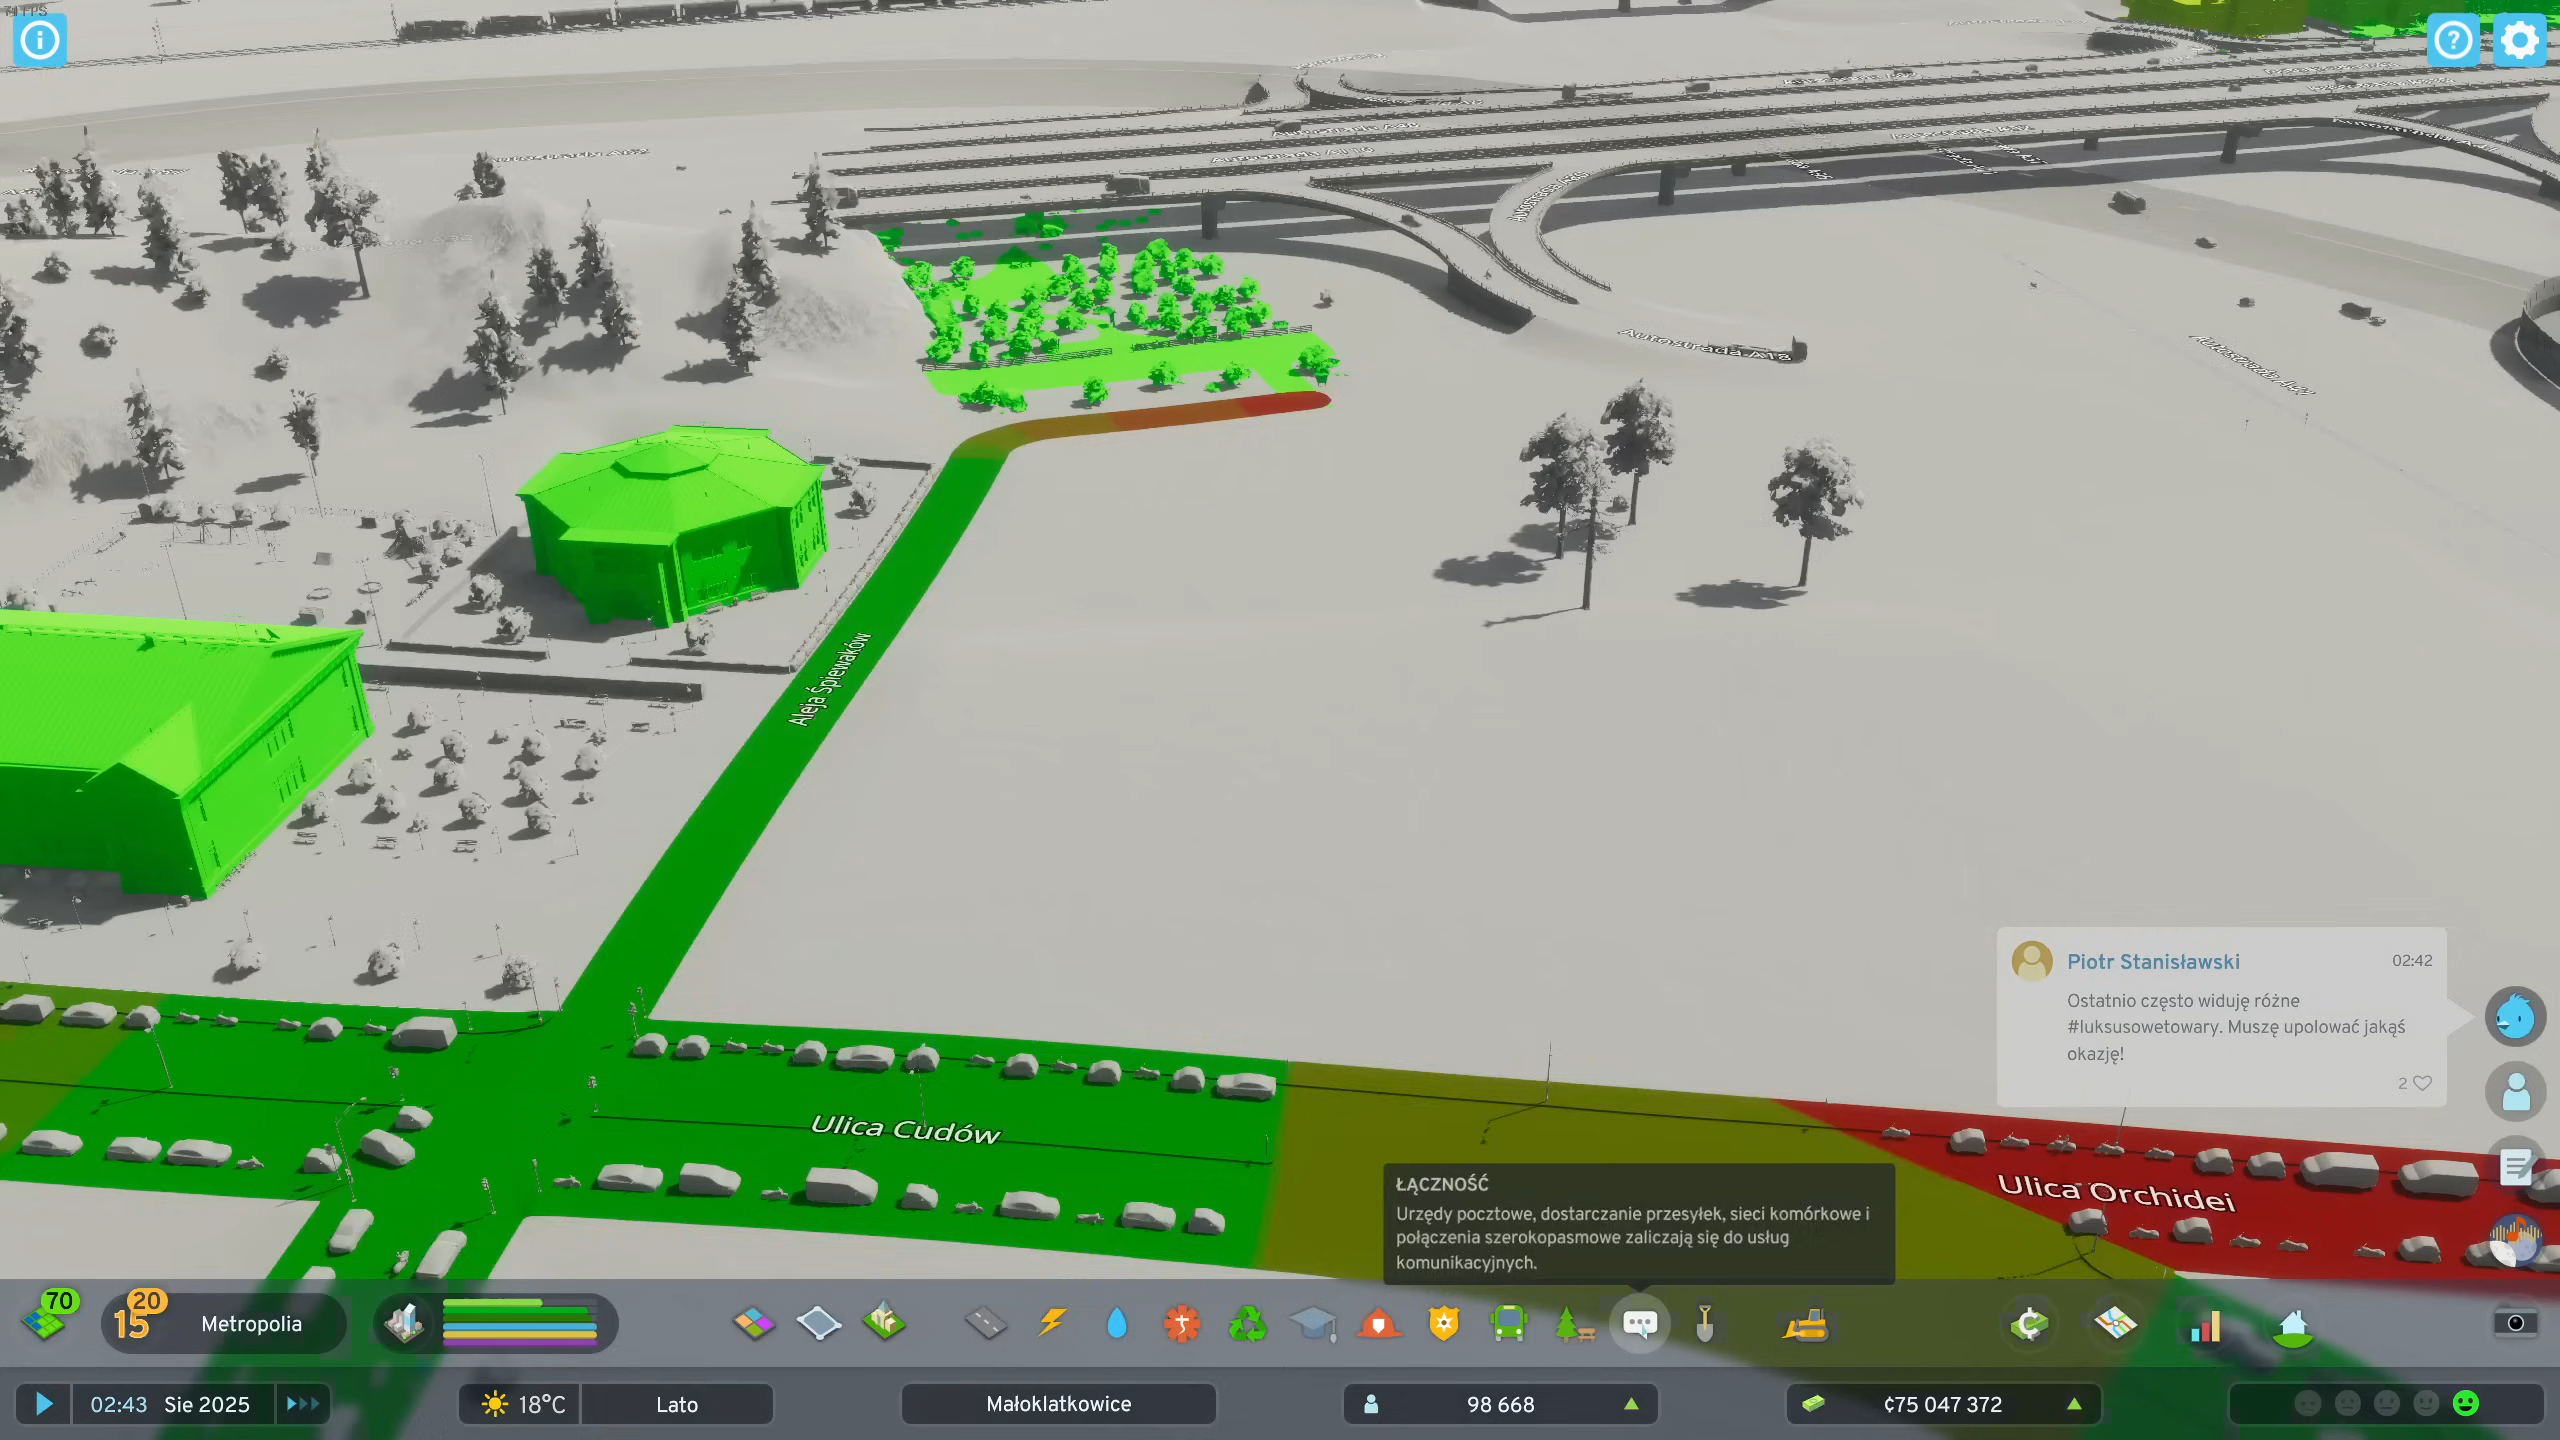 71 FPS
Autostrada A18
Aleja Śpiewaków
Piotr Stanisławski 02:42
Ostatnio często widuję różne
#luksusowetowary. Muszę upolować jakąś
okazję!
2
Ulica Cudów
ŁĄCZNOŚĆ
Urzędy pocztowe, dostarczanie przesyłek, sieci komórkowe i
połączenia szerokopasmowe zaliczają się do usług
komunikacyjnych.
Ulica Orchidei
70
20
15
Metropolia
02:43 Sie 2025
18°C
Lato
Małoklatkowice
98 668
¢75 047 372